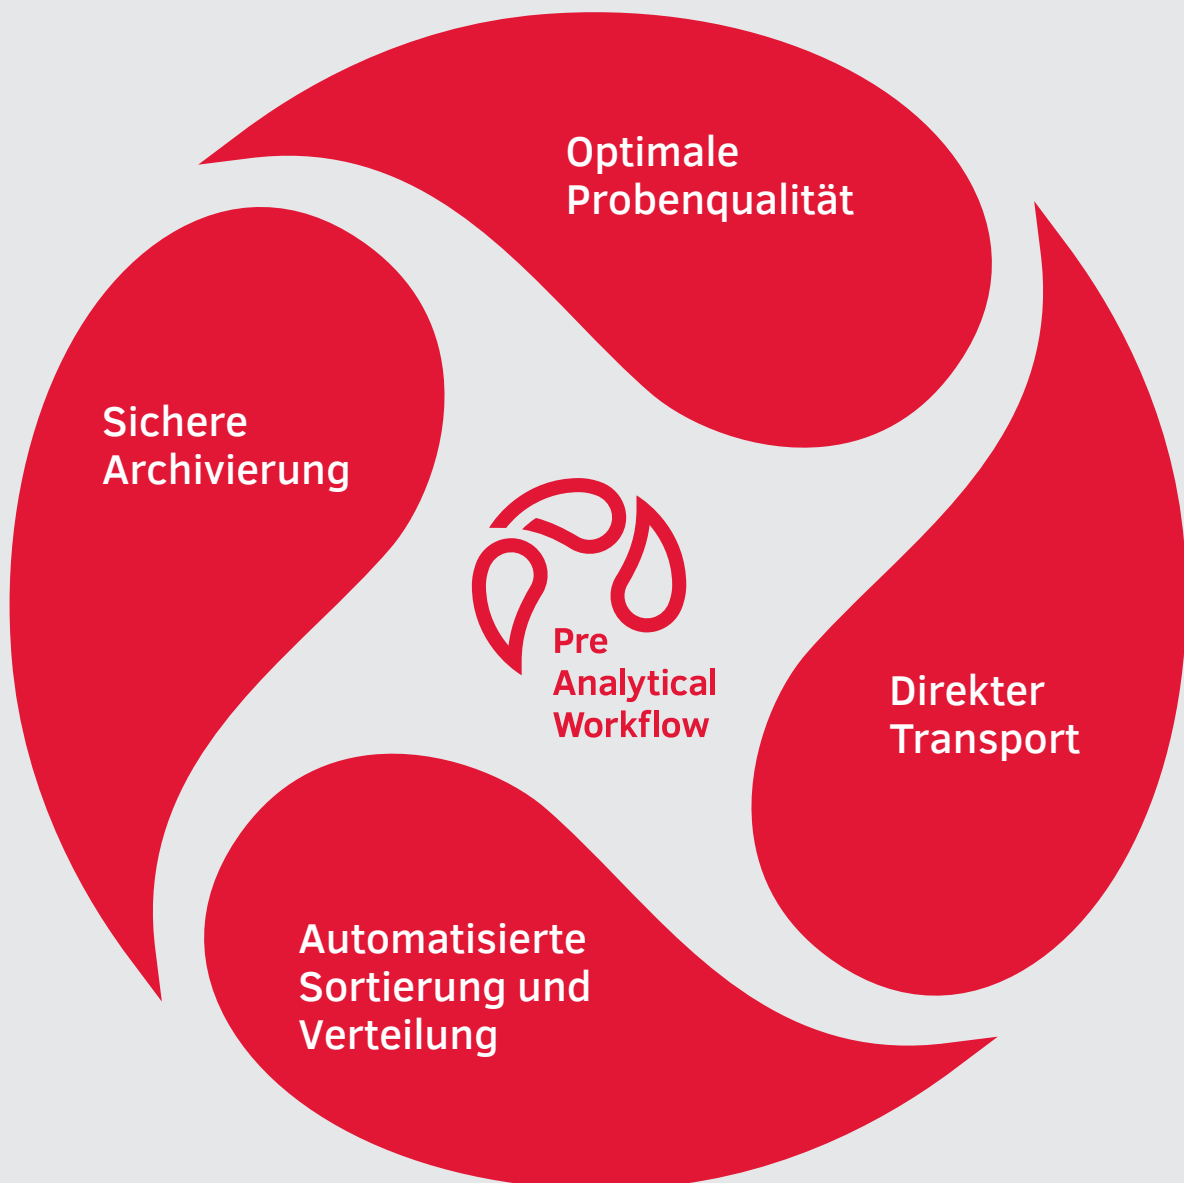 Optimale
Probenqualität
Sichere
Archivierung
Pre
Analytical
Workflow
Direkter
Transport
Automatisierte
Sortierung und
Verteilung